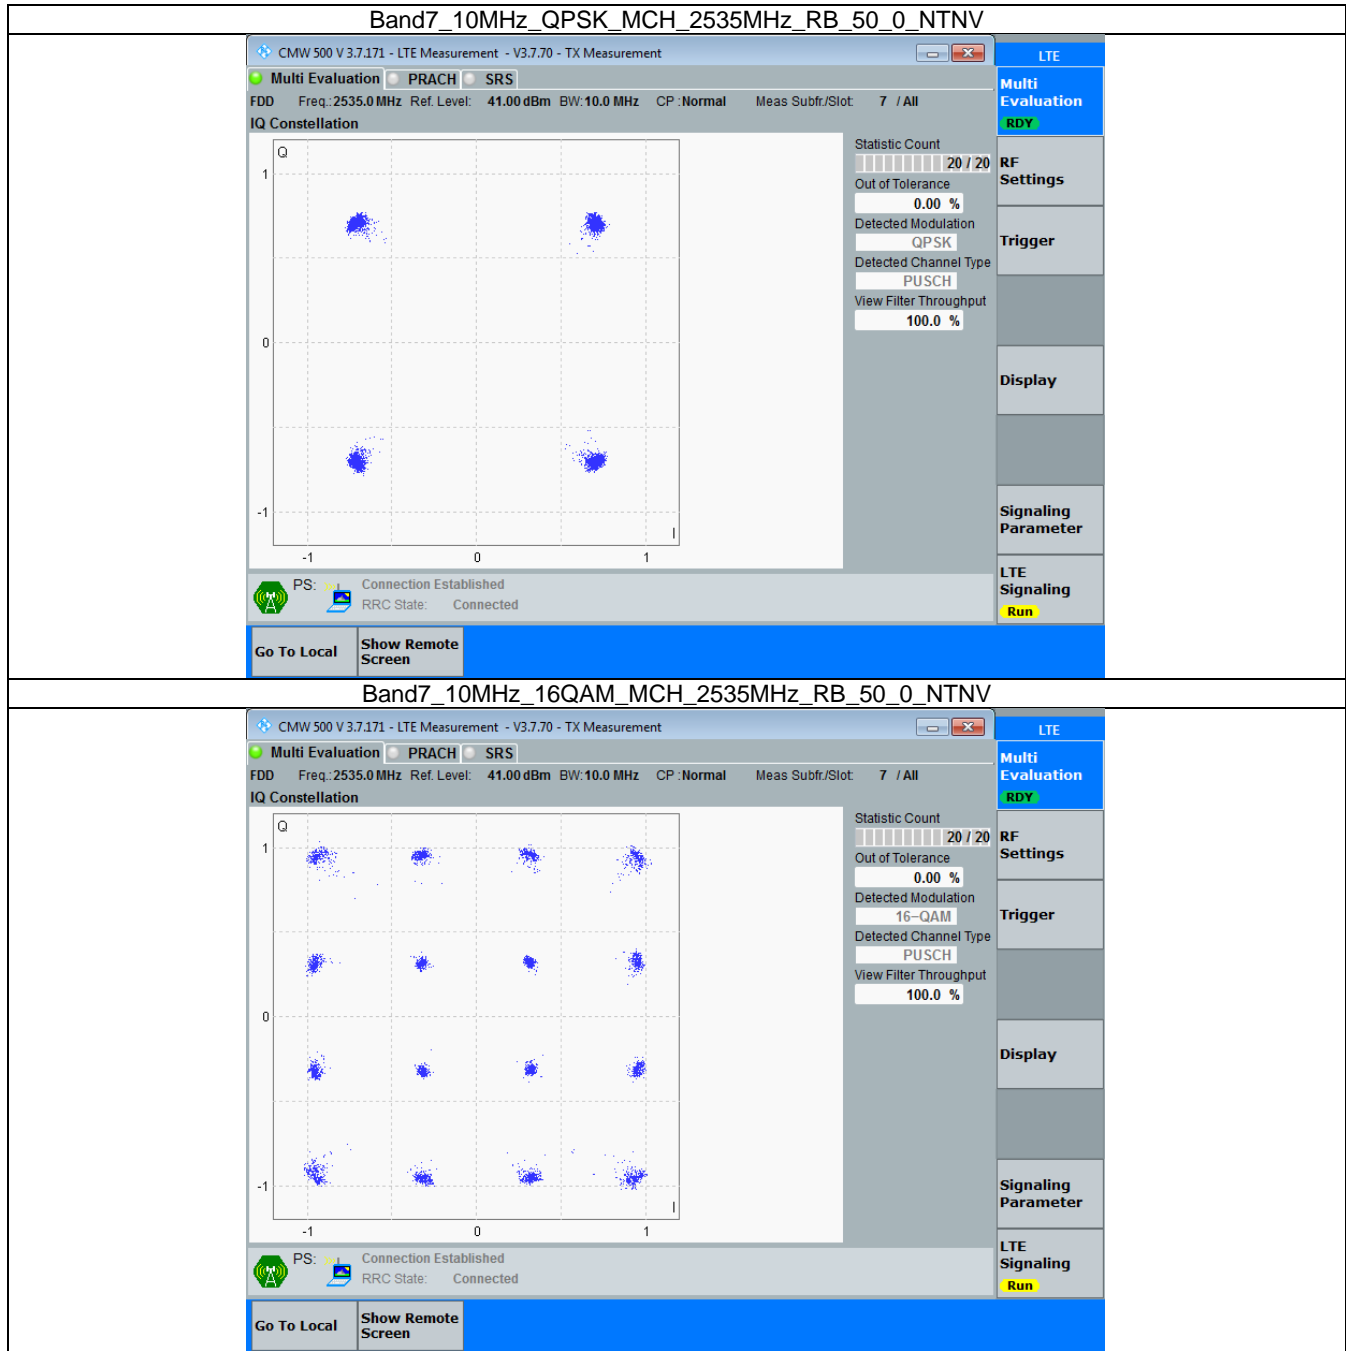 Band7_10MHz_QPSK_MCH_2535MHz_RB_50_0_NTNV
CMW 500 V 3.7.171 - LTE Measurement - V3.7.70 - TX Measurement
LTE
Multi Evaluation PRACH SRS
Multi Evaluation
RDY
FDD Freq.: 2535.0 MHz Ref. Level: 41.00 dBm BW: 10.0 MHz CP : Normal Meas Subfr./Slot: 7 / All
IQ Constellation
Q
1
0
-1
-1 0 1
I
Statistic Count
20 / 20
Out of Tolerance
0.00 %
Detected Modulation
QPSK
Detected Channel Type
PUSCH
View Filter Throughput
100.0 %
RF Settings
Trigger
Display
Signaling Parameter
LTE Signaling
Run
PS: Connection Established
RRC State: Connected
Go To Local
Show Remote Screen
Band7_10MHz_16QAM_MCH_2535MHz_RB_50_0_NTNV
CMW 500 V 3.7.171 - LTE Measurement - V3.7.70 - TX Measurement
LTE
Multi Evaluation PRACH SRS
Multi Evaluation
RDY
FDD Freq.: 2535.0 MHz Ref. Level: 41.00 dBm BW: 10.0 MHz CP : Normal Meas Subfr./Slot: 7 / All
IQ Constellation
Q
1
0
-1
-1 0 1
I
Statistic Count
20 / 20
Out of Tolerance
0.00 %
Detected Modulation
16-QAM
Detected Channel Type
PUSCH
View Filter Throughput
100.0 %
RF Settings
Trigger
Display
Signaling Parameter
LTE Signaling
Run
PS: Connection Established
RRC State: Connected
Go To Local
Show Remote Screen